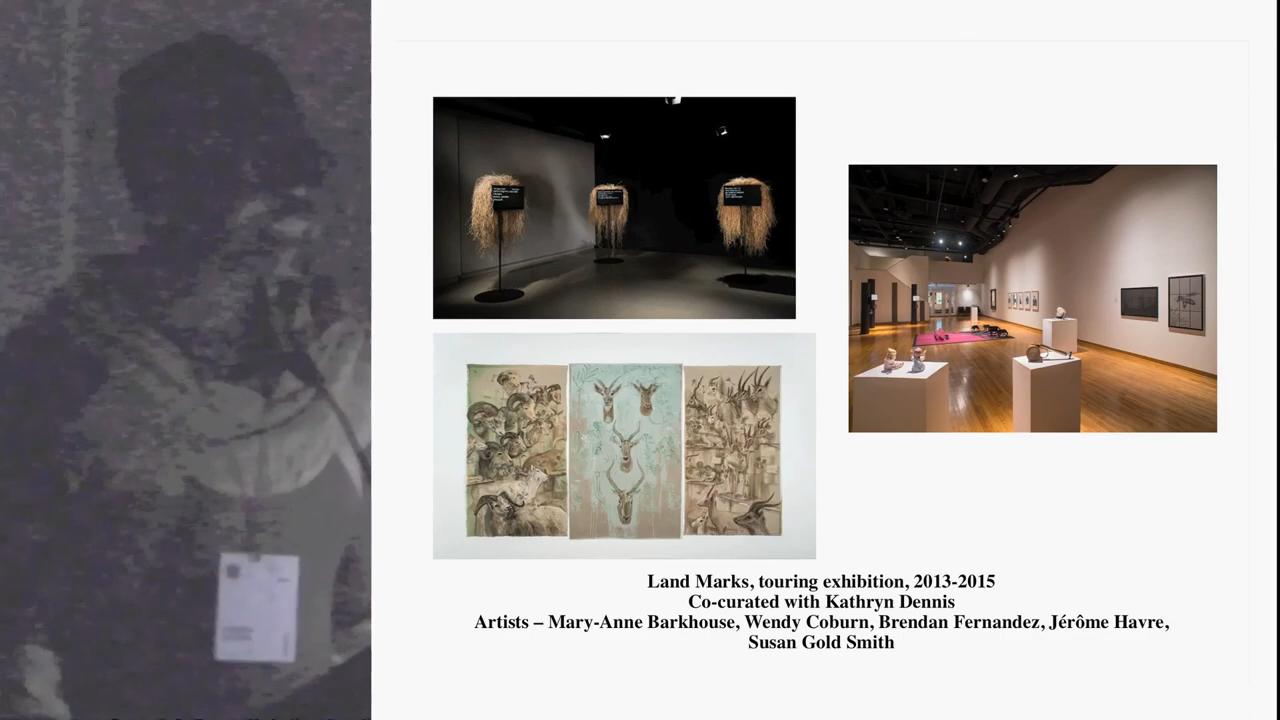 Land Marks, touring exhibition, 2013-2015
Co-curated with Kathryn Dennis
Artists – Mary-Anne Barkhouse, Wendy Coburn, Brendan Fernandez, Jérôme Havre,
Susan Gold Smith